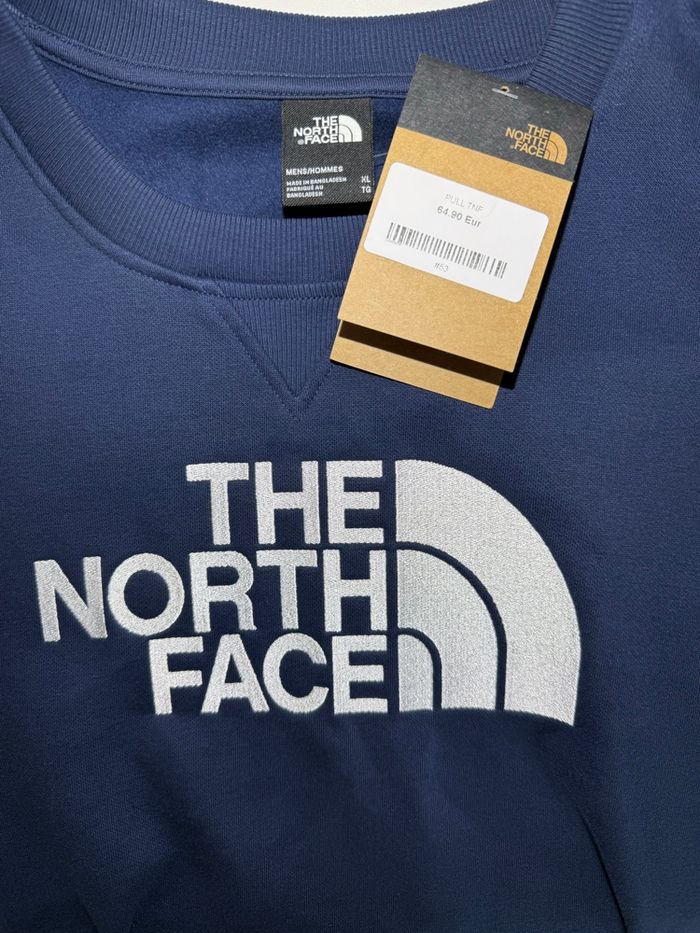 THE
NORTH
FACE
MENS/HOMMES
MADE IN BANGLADESH
FABRIQUÉ AU
BANGLADESH
XL
TG
THE
NORTH
FACE
PULL TNF
64.90 Eur
#53
THE
NORTH
FACE